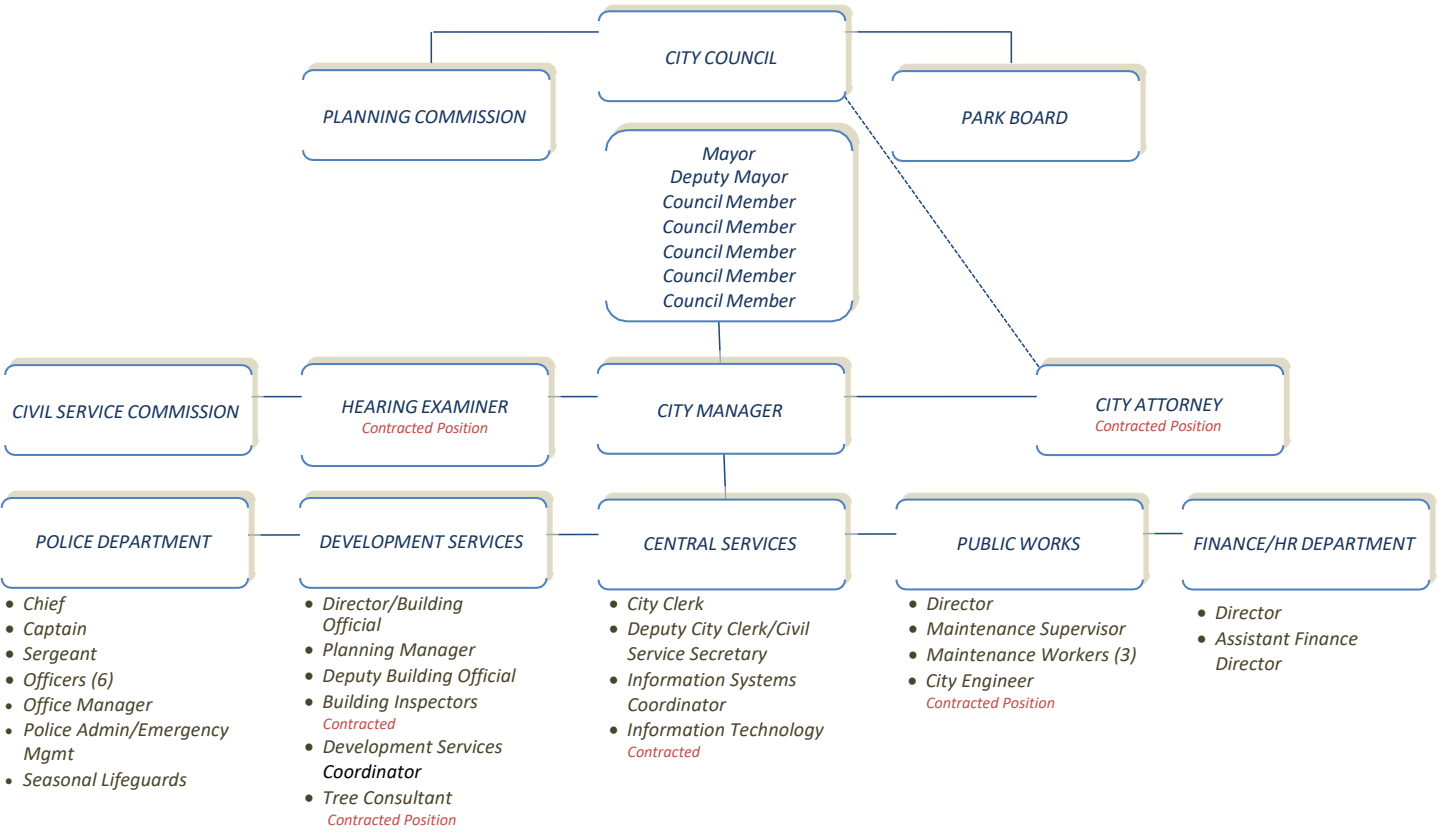 CITY COUNCIL
PLANNING COMMISSION
PARK BOARD
Mayor
Deputy Mayor
Council Member
Council Member
Council Member
Council Member
Council Member
CIVIL SERVICE COMMISSION
HEARING EXAMINER
Contracted Position
CITY MANAGER
CITY ATTORNEY
Contracted Position
POLICE DEPARTMENT
DEVELOPMENT SERVICES
CENTRAL SERVICES
PUBLIC WORKS
FINANCE/HR DEPARTMENT
• Chief
• Captain
• Sergeant
• Officers (6)
• Office Manager
• Police Admin/Emergency
Mgmt
• Seasonal Lifeguards
• Director/Building
Official
• Planning Manager
• Deputy Building Official
• Building Inspectors
Contracted
• Development Services
Coordinator
• Tree Consultant
Contracted Position
• City Clerk
• Deputy City Clerk/Civil
Service Secretary
• Information Systems
Coordinator
• Information Technology
Contracted
• Director
• Maintenance Supervisor
• Maintenance Workers (3)
• City Engineer
Contracted Position
• Director
• Assistant Finance
Director